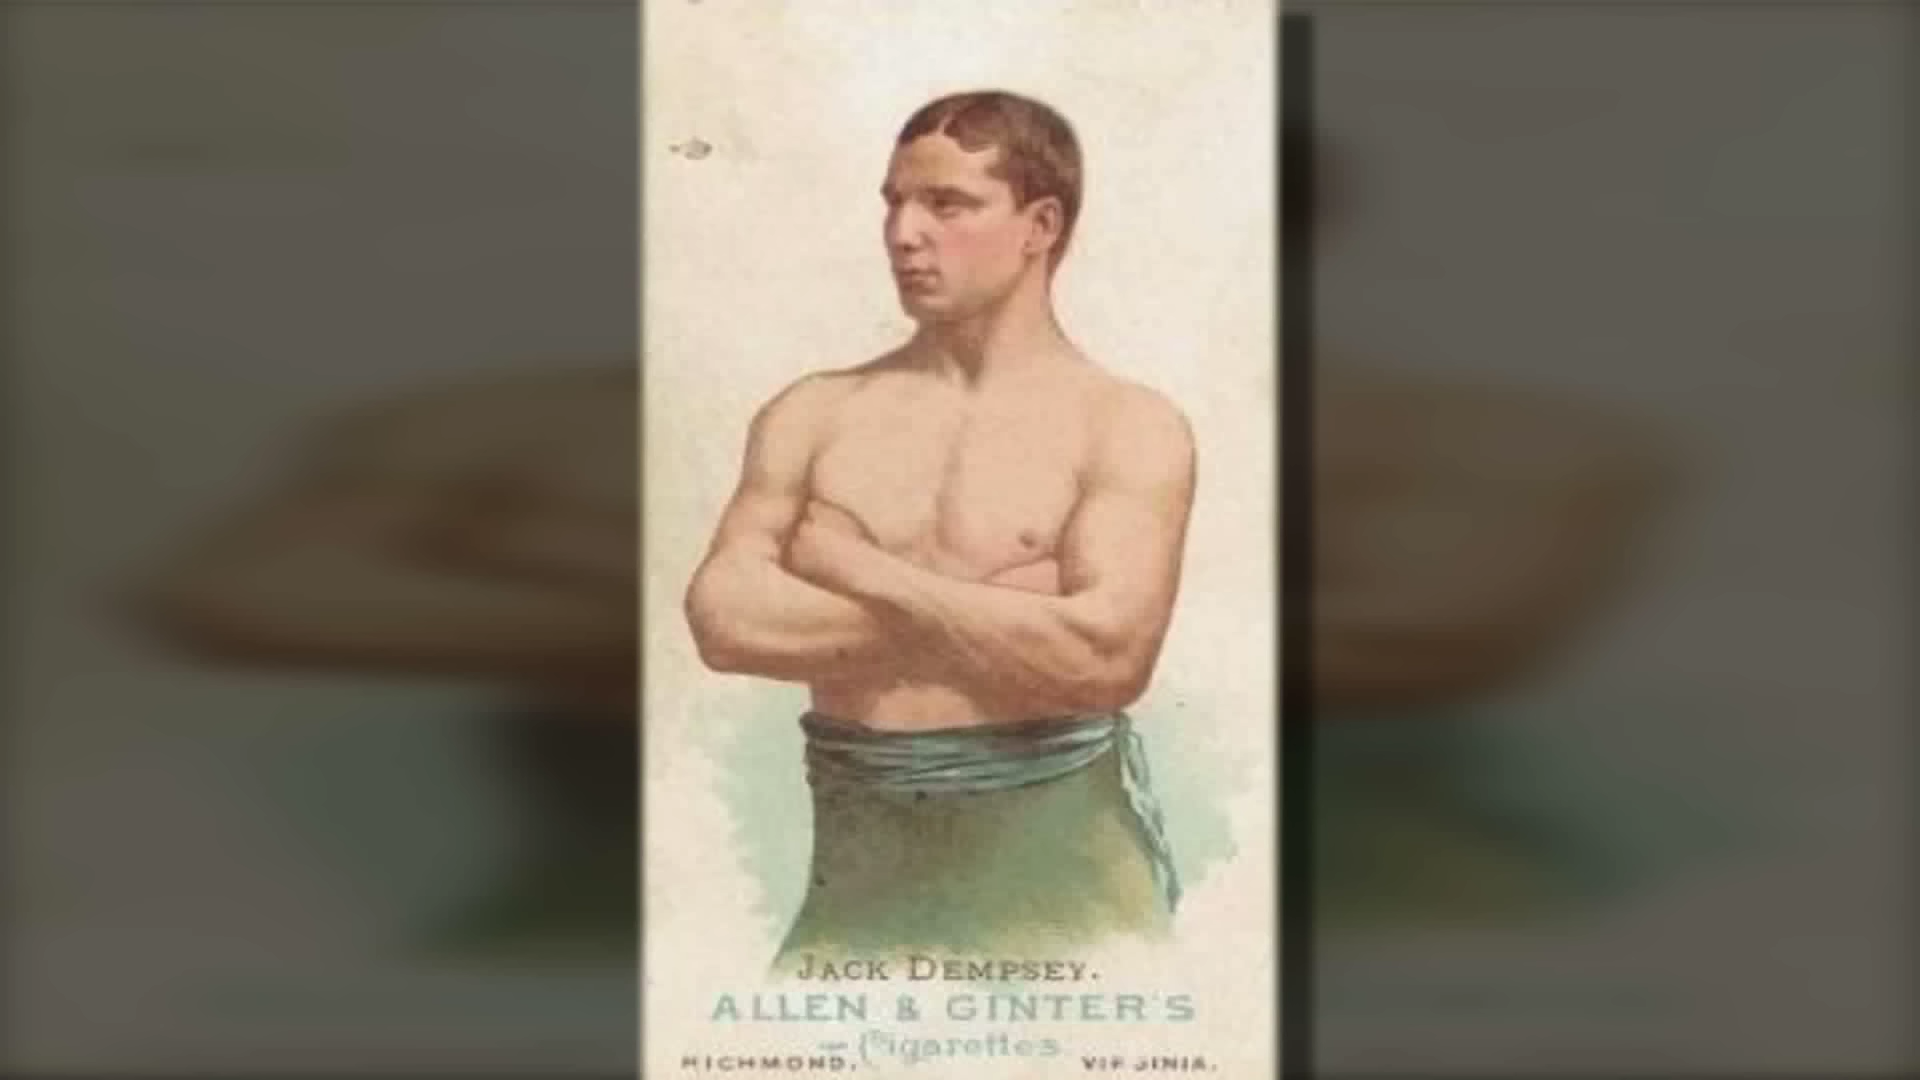 JACK DEMPSEY.
ALLEN & GINTER'S
Cigarettes
RICHMOND. VIRGINIA.